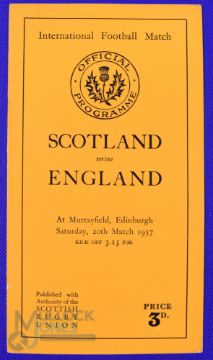 International Football Match
OFFICIAL
PROGRAMME
SCOTLAND
versus
ENGLAND
At Murrayfield, Edinburgh
Saturday, 20th March 1937
KICK OFF 3.15 P.M.
Published with
Authority of the
SCOTTISH
RUGBY
UNION
PRICE
3D.